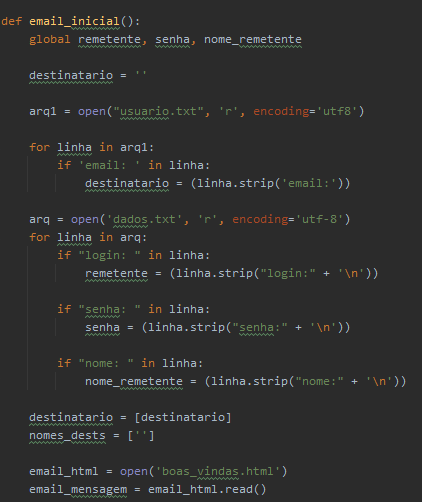 def email_inicial():
    global remetente, senha, nome_remetente
    destinatario = ''
    arq1 = open("usuario.txt", 'r', encoding='utf8')
    for linha in arq1:
        if 'email: ' in linha:
            destinatario = (linha.strip('email:'))
    arq = open('dados.txt', 'r', encoding='utf-8')
    for linha in arq:
        if "login: " in linha:
            remetente = (linha.strip("login:" + '\n'))
        if "senha: " in linha:
            senha = (linha.strip("senha:" + '\n'))
        if "nome: " in linha:
            nome_remetente = (linha.strip("nome:" + '\n'))
    destinatario = [destinatario]
    nomes_dests = ['']
    email_html = open('boas_vindas.html')
    email_mensagem = email_html.read()